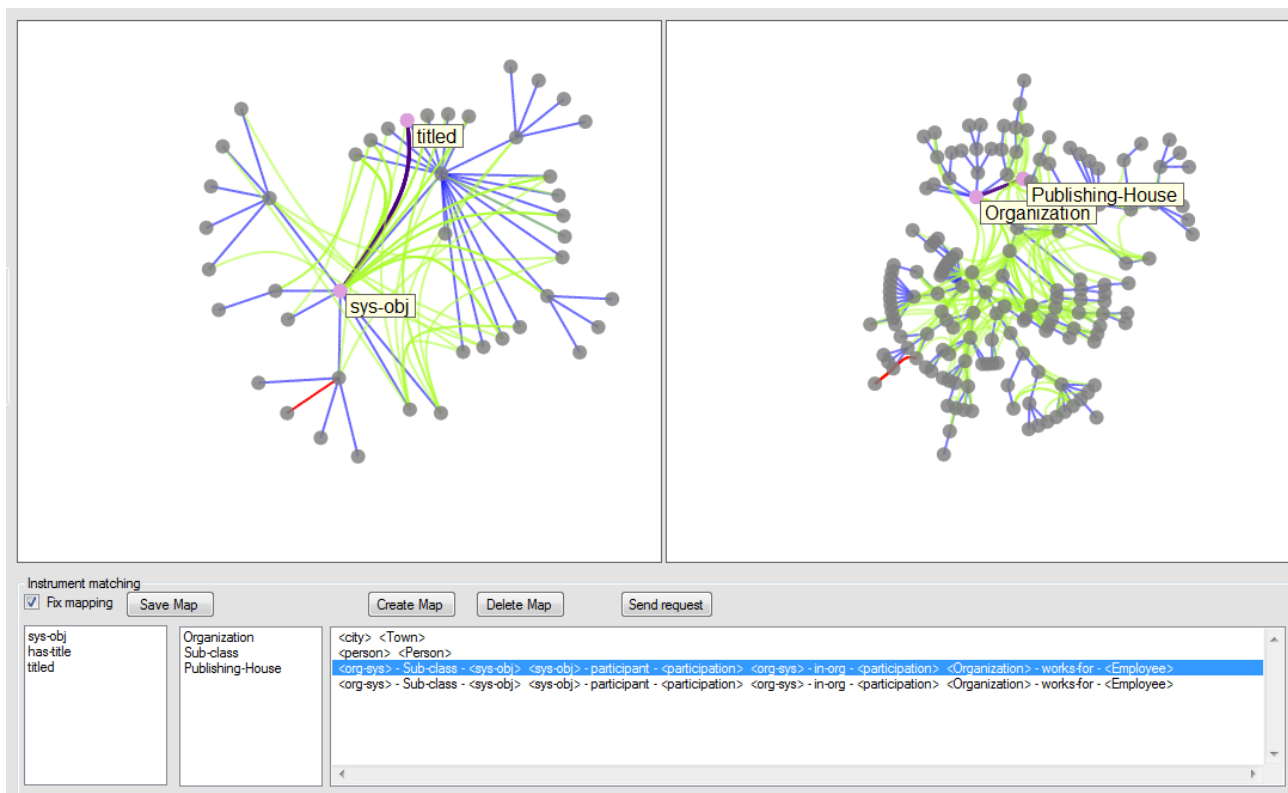 titled
sys-obj
Publishing-House
Organization
Instrument matching
Fix mapping
Save Map
Create Map
Delete Map
Send request
sys-obj
has-title
titled
Organization
Sub-class
Publishing-House
<city> <Town>
<person> <Person>
<org-sys> - Sub-class - <sys-obj> <sys-obj> - participant - <participation> <org-sys> - in-org - <participation> <Organization> - works-for - <Employee>
<org-sys> - Sub-class - <sys-obj> <sys-obj> - participant - <participation> <org-sys> - in-org - <participation> <Organization> - works-for - <Employee>